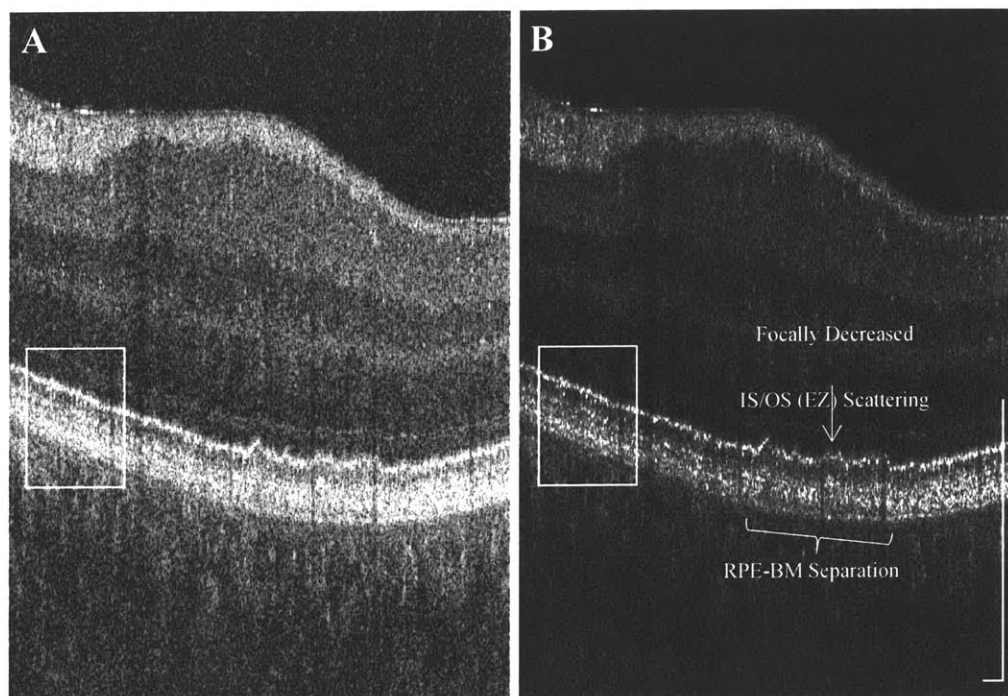 A
B
Focally Decreased
IS/OS (EZ) Scattering
RPE-BM Separation